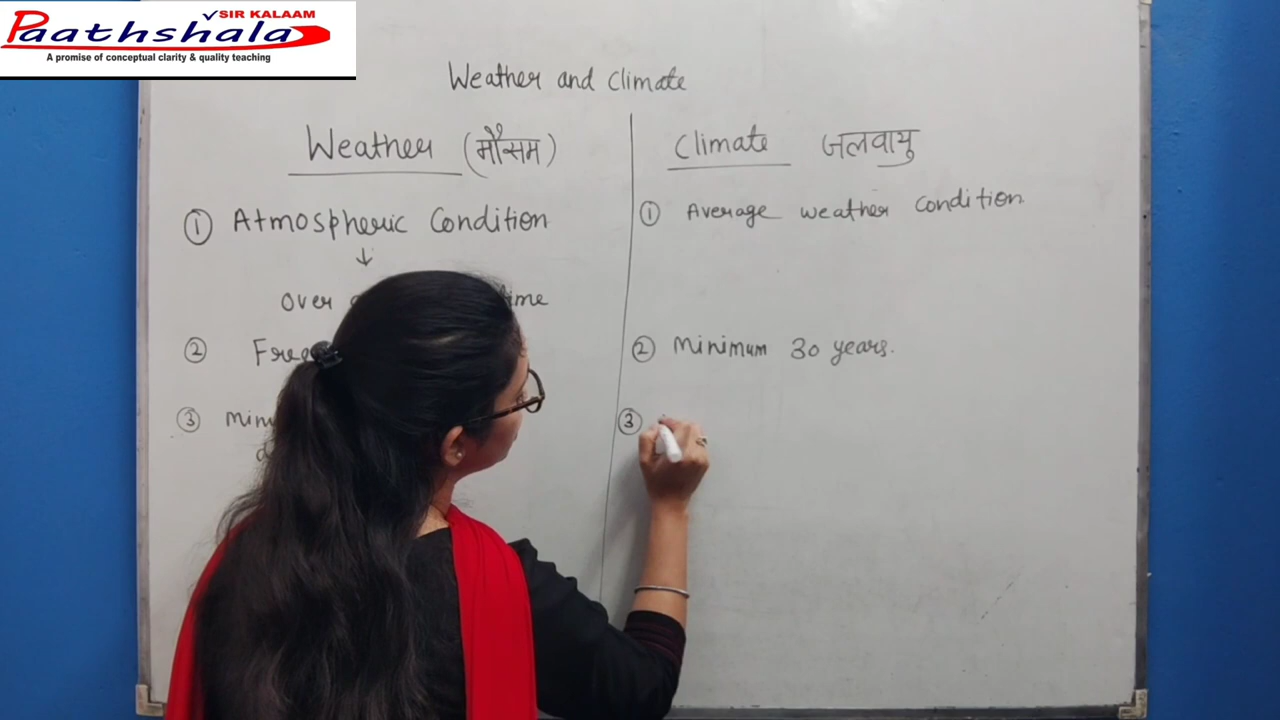 SIR KALAAM
Paathshala
A promise of conceptual clarity & quality teaching
Weather and Climate
Weather (मौसम)
① Atmospheric Condition
↓
Over
②
③
Climate जलवायु
① Average weather condition
② Minimum 30 years.
③